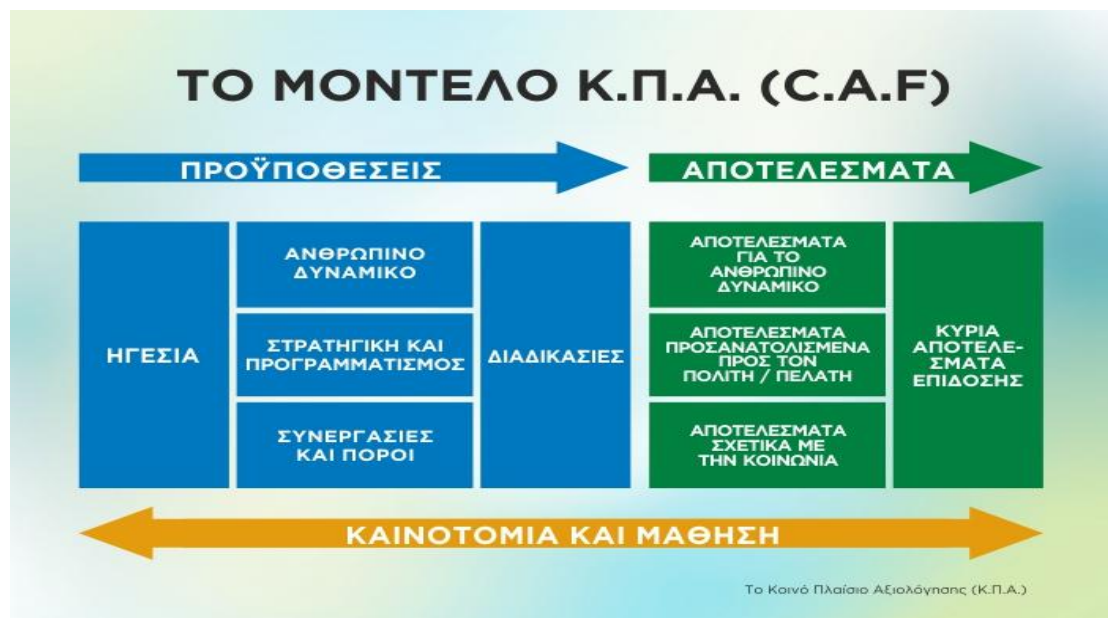 ΤΟ ΜΟΝΤΕΛΟ Κ.Π.Α. (C.A.F)
ΠΡΟΫΠΟΘΕΣΕΙΣ
ΑΠΟΤΕΛΕΣΜΑΤΑ
ΗΓΕΣΙΑ
ΑΝΘΡΩΠΙΝΟ
ΔΥΝΑΜΙΚΟ
ΣΤΡΑΤΗΓΙΚΗ ΚΑΙ
ΠΡΟΓΡΑΜΜΑΤΙΣΜΟΣ
ΣΥΝΕΡΓΑΣΙΕΣ
ΚΑΙ ΠΟΡΟΙ
ΔΙΑΔΙΚΑΣΙΕΣ
ΑΠΟΤΕΛΕΣΜΑΤΑ
ΓΙΑ ΤΟ
ΑΝΘΡΩΠΙΝΟ
ΔΥΝΑΜΙΚΟ
ΑΠΟΤΕΛΕΣΜΑΤΑ
ΠΡΟΣΑΝΑΤΟΛΙΣΜΕΝΑ
ΠΡΟΣ ΤΟΝ
ΠΟΛΙΤΗ / ΠΕΛΑΤΗ
ΑΠΟΤΕΛΕΣΜΑΤΑ
ΣΧΕΤΙΚΑ ΜΕ
ΤΗΝ ΚΟΙΝΩΝΙΑ
ΚΥΡΙΑ
ΑΠΟΤΕΛΕ-
ΣΜΑΤΑ
ΕΠΙΔΟΣΗΣ
ΚΑΙΝΟΤΟΜΙΑ ΚΑΙ ΜΑΘΗΣΗ
Το Κοινό Πλαίσιο Αξιολόγησης (Κ.Π.Α.)